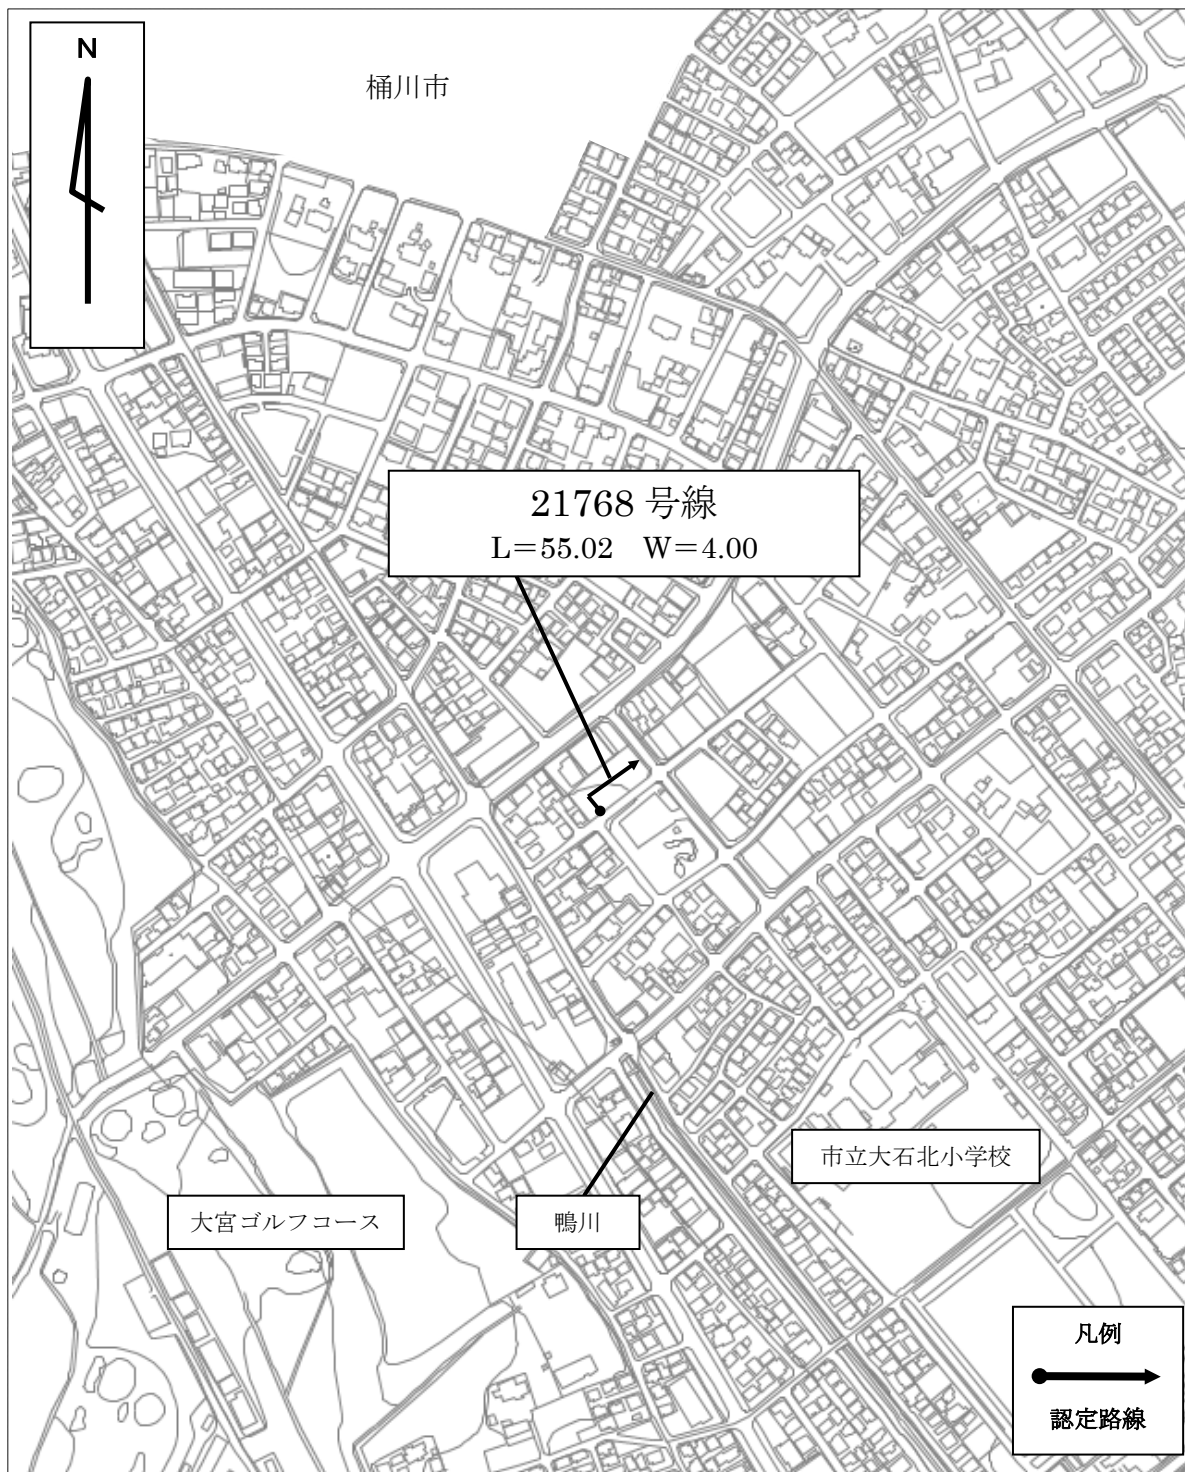 N
桶川市
21768 号線
L=55.02　W=4.00
市立大石北小学校
大宮ゴルフコース
鴨川
凡例
認定路線